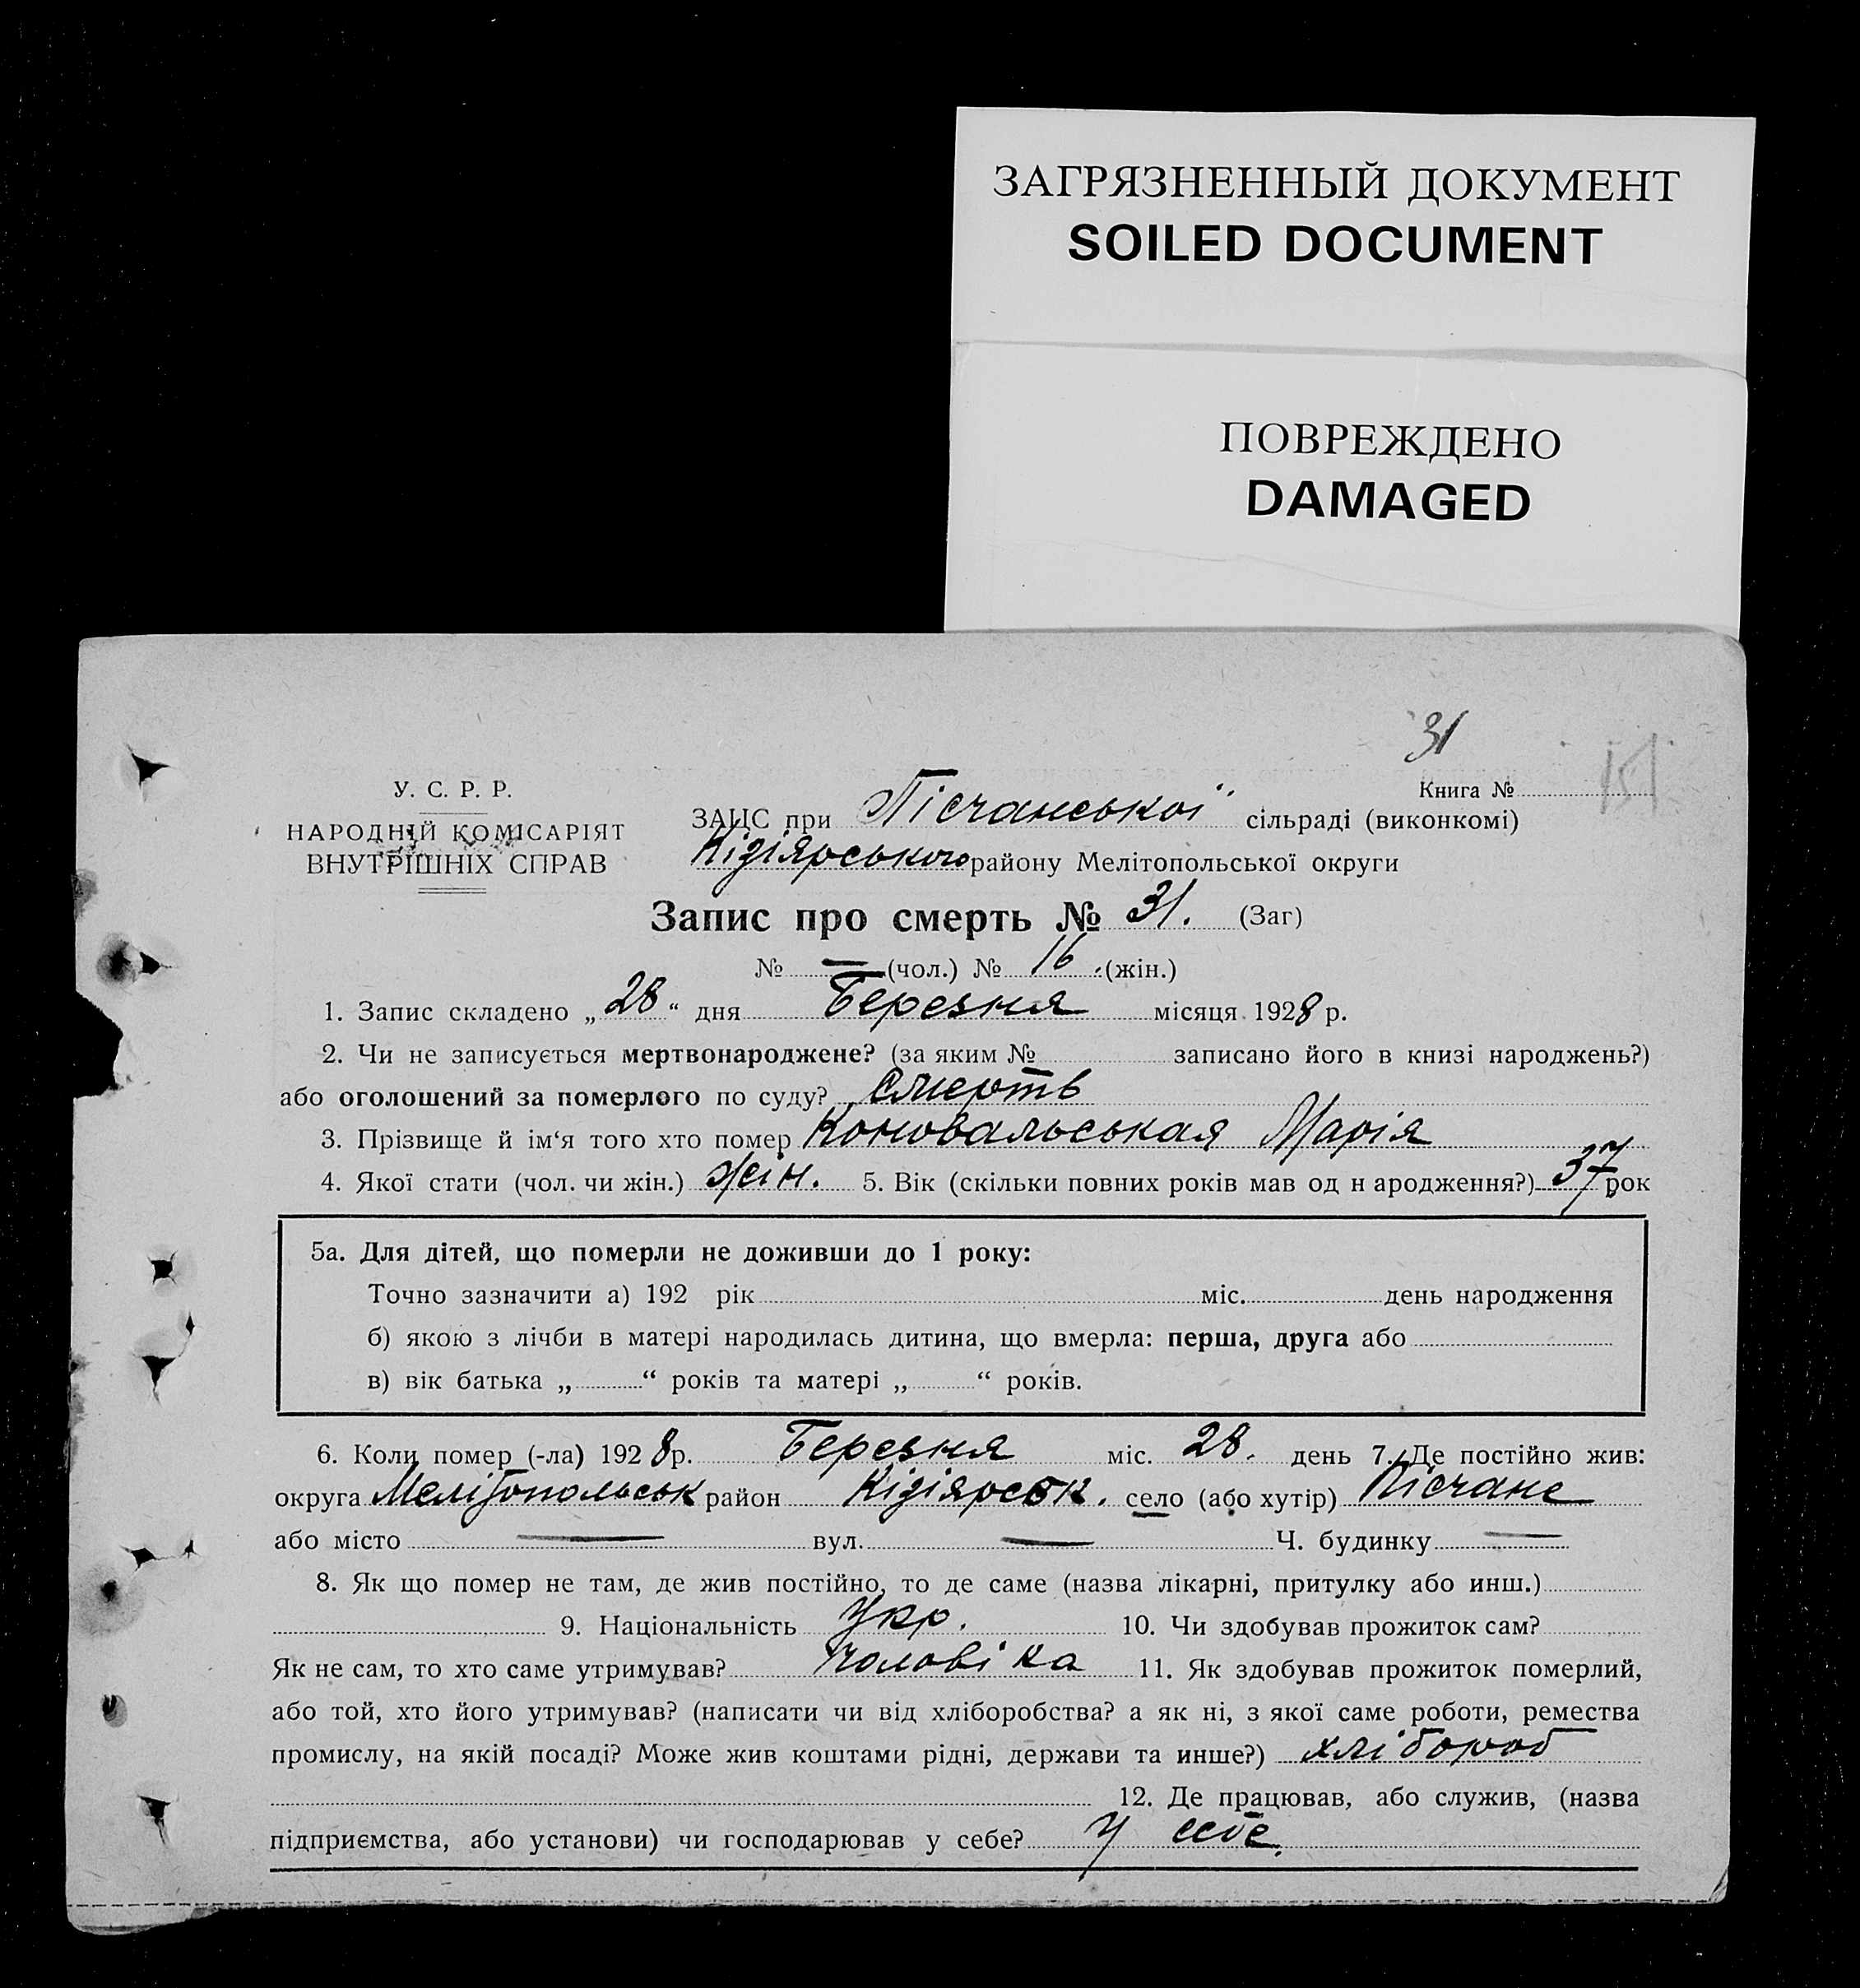 ЗАГРЯЗНЕННЫЙ ДОКУМЕНТ
SOILED DOCUMENT
ПОВРЕЖДЕНО
DAMAGED
31
У. С. Р. Р.
НАРОДНІЙ КОМІСАРІЯТ
ВНУТРІШНІХ СПРАВ
Книга №
ЗАЦС при Пісчанської сільраді (виконкомі)
Кізіярського району Мелітопольської округи
Запис про смерть № 31. (Заг)
№ — (чол.) № 16 (жін.)
1. Запис складено „28“ дня Березня місяця 1928 р.
2. Чи не записується мертвонароджене? (за яким № записано його в книзі народжень?)
або оголошений за померлого по суду? смерть
3. Прізвище й ім‘я того хто помер Коновальськая Марія
4. Якої стати (чол. чи жін.) жін. 5. Вік (скільки повних років мав од н ародження?) 37 рок
5а. Для дітей, що померли не доживши до 1 року:
Точно зазначити а) 192 рік міс. день народження
б) якою з лічби в матері народилась дитина, що вмерла: перша, друга або
в) вік батька „ “ років та матері „ “ років.
6. Коли помер (-ла) 1928 р. Березня міс. 28. день 7. Де постійно жив:
округа Мелітопольськ район Кізіярськ. село (або хутір) Пісчане
або місто — вул. — Ч. будинку —
8. Як що помер не там, де жив постійно, то де саме (назва лікарні, притулку або инш.)
9. Національність Укр. 10. Чи здобував прожиток сам?
Як не сам, то хто саме утримував? Чоловіка 11. Як здобував прожиток померлий,
або той, хто його утримував? (написати чи від хліборобства? а як ні, з якої саме роботи, ремества
промислу, на якій посаді? Може жив коштами рідні, держави та инше?) хлібороб
12. Де працював, або служив, (назва
підприємства, або установи) чи господарював у себе? У себе.